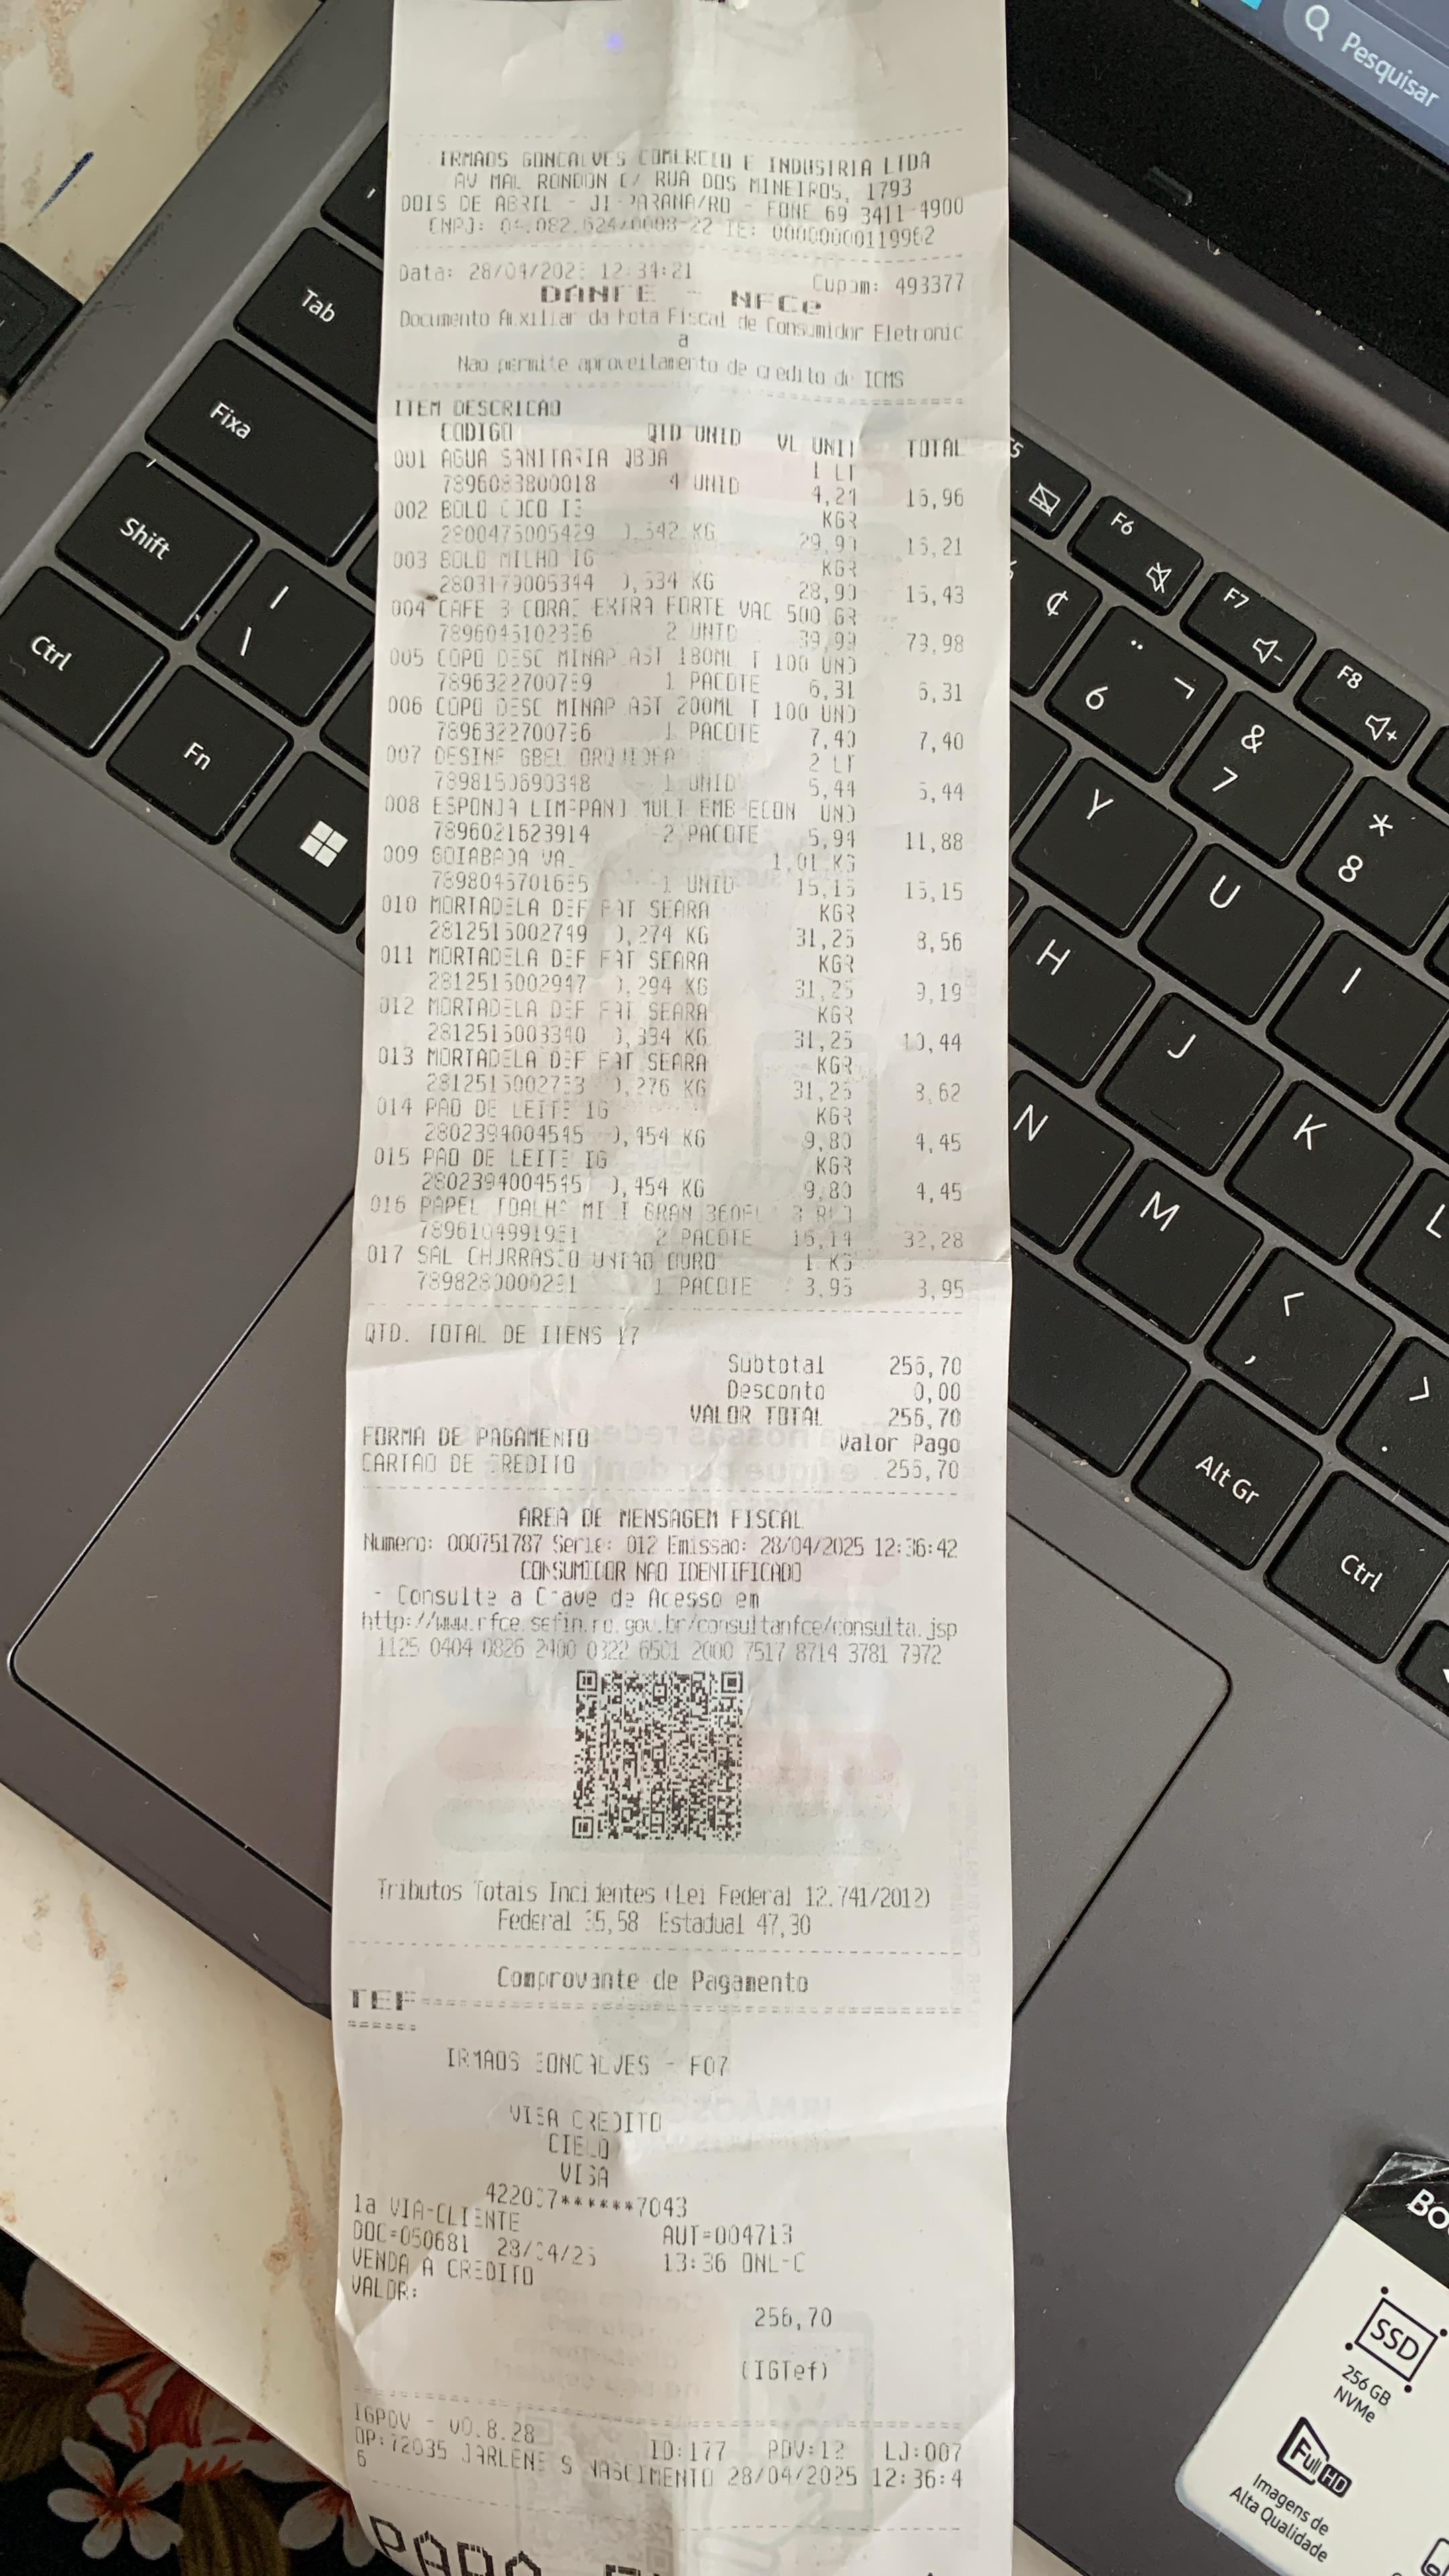 IRMAOS GONCALVES COMERCIO E INDUSTRIA LTDA
AV MAL RONDON C/ RUA DOS MINEIROS, 1793
DOIS DE ABRIL - JI-PARANA/RO - FONE 69 3411-4900
CNPJ: 04.082.624/0003-22 IE: 00000000119962
Data: 28/04/2025 12:34:21 Cupom: 493377
DANFE - NFCe
Documento Auxiliar da Nota Fiscal de Consumidor Eletronic
a
Nao permite aproveitamento de credito de ICMS
ITEM DESCRICAO
CODIGO QTD UNID VL UNIT TOTAL
001 AGUA SANITARIA QBOA 1 LT
7896083800018 4 UNID 4,24 16,96
002 BOLO COCO IG KGR
2800475005429 0,542 KG 29,90 16,21
003 BOLO MILHO IG KGR
2803179005344 0,534 KG 28,90 15,43
004 CAFE 3 CORAC EXTRA FORTE VAC 500 GR
7896045102356 2 UNID 39,99 79,98
005 COPO DESC MINAPLAST 180ML T 100 UND
7896322700759 1 PACOTE 6,31 6,31
006 COPO DESC MINAPLAST 200ML T 100 UND
7896322700766 1 PACOTE 7,40 7,40
007 DESINF GBEL ORQUIDEA 2 LT
7898150690348 1 UNID 5,44 5,44
008 ESPONJA LIMPPANO MULT EMB ECON UND
7896021623914 2 PACOTE 5,94 11,88
009 GOIABADA VAL 1,01 KG
7898045701635 1 UNID 15,15 15,15
010 MORTADELA DEF FAT SEARA KGR
2812515002749 0,274 KG 31,25 8,56
011 MORTADELA DEF FAT SEARA KGR
2812515002947 0,294 KG 31,25 9,19
012 MORTADELA DEF FAT SEARA KGR
2812515003340 0,334 KG 31,25 10,44
013 MORTADELA DEF FAT SEARA KGR
2812515002763 0,276 KG 31,25 8,62
014 PAO DE LEITE IG KGR
2802394004545 0,454 KG 9,80 4,45
015 PAO DE LEITE IG KGR
2802394004545 0,454 KG 9,80 4,45
016 PAPEL TOALHA MILI GRAN 360FL 3 RLO
7896104991951 2 PACOTE 16,14 32,28
017 SAL CHURRASCO UNIAO OURO 1 KG
7898280000231 1 PACOTE 3,95 3,95
QTD. TOTAL DE ITENS 17
Subtotal 256,70
Desconto 0,00
VALOR TOTAL 256,70
FORMA DE PAGAMENTO Valor Pago
CARTAO DE CREDITO 256,70
AREA DE MENSAGEM FISCAL
Numero: 000751787 Serie: 012 Emissao: 28/04/2025 12:36:42
CONSUMIDOR NAO IDENTIFICADO
- Consulte a Chave de Acesso em
http://www.nfce.sefin.ro.gov.br/consultanfce/consulta.jsp
1125 0404 0826 2400 0322 6501 2000 7517 8714 3781 7972
Tributos Totais Incidentes (Lei Federal 12.741/2012)
Federal 35,58 Estadual 47,30
Comprovante de Pagamento
TEF
IRMAOS GONCALVES - F07
VISA CREDITO
CIELO
VISA
422037******7043
1a VIA-CLIENTE
DOC=050681 28/04/25 AUT=004713
VENDA A CREDITO 13:36 ONL-C
VALOR:
256,70
(IGTef)
IGPDV - V0.8.28 ID:177 PDV:12 LJ:007
OP:72035 JARLENE S NASCIMENTO 28/04/2025 12:36:4
6
Pesquisar
Tab
Fixa
Shift
Ctrl
|
\
Fn
F5
F6
F7
F8
¢
¨
6 ¬
&
7
*
8
Y
U
I
H
J
K
L
N
M
<
,
>
.
Alt Gr
Ctrl
SSD
256 GB
NVMe
Full HD
Imagens de
Alta Qualidade